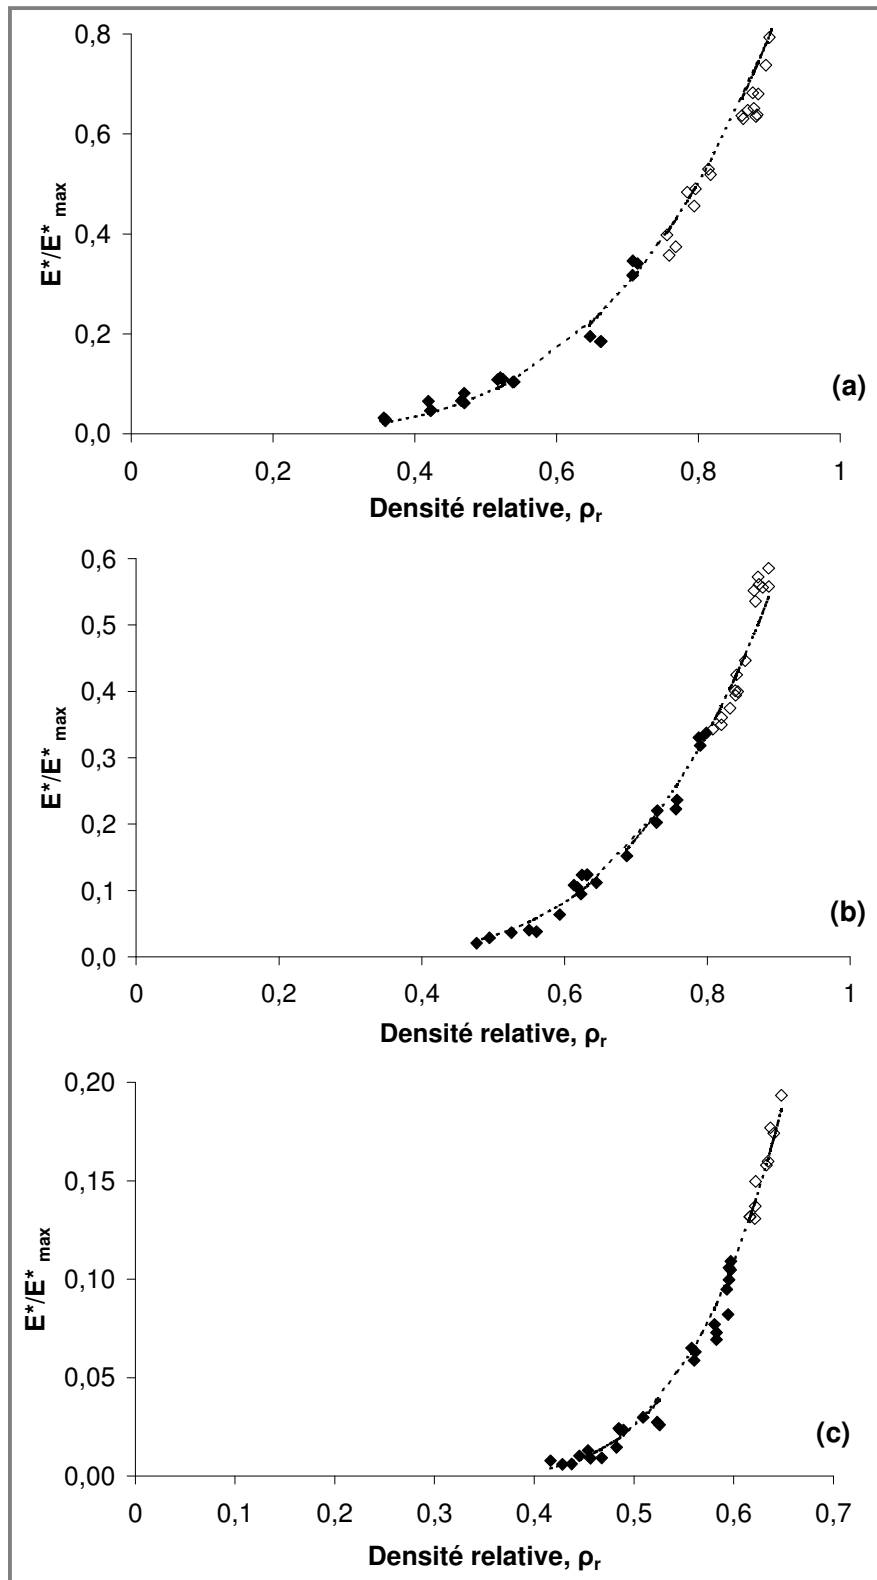 0,8
0,6
0,4
0,2
0,0
E*/E*max
(a)
0 0,2 0,4 0,6 0,8 1
Densité relative, ρr
0,6
0,5
0,4
0,3
0,2
0,1
0,0
E*/E*max
(b)
0 0,2 0,4 0,6 0,8 1
Densité relative, ρr
0,20
0,15
0,10
0,05
0,00
E*/E*max
(c)
0 0,1 0,2 0,3 0,4 0,5 0,6 0,7
Densité relative, ρr